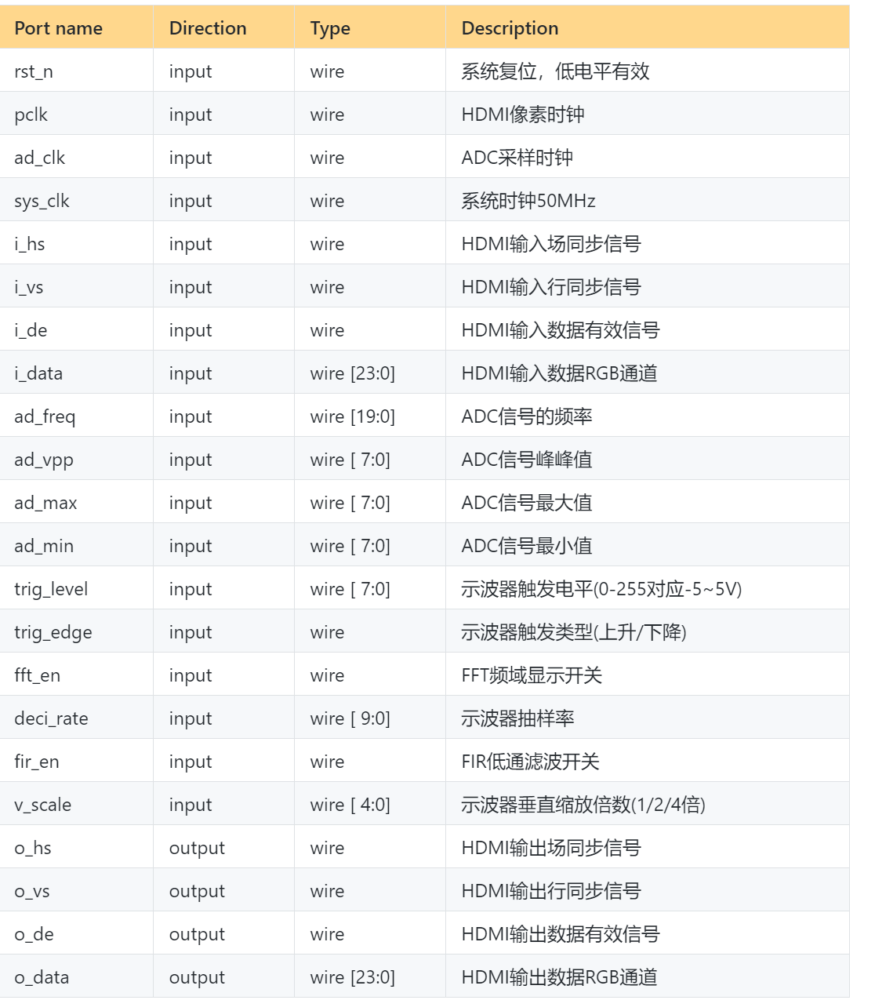 Port name Direction Type Description
rst_n input wire 系统复位，低电平有效
pclk input wire HDMI像素时钟
ad_clk input wire ADC采样时钟
sys_clk input wire 系统时钟50MHz
i_hs input wire HDMI输入场同步信号
i_vs input wire HDMI输入行同步信号
i_de input wire HDMI输入数据有效信号
i_data input wire [23:0] HDMI输入数据RGB通道
ad_freq input wire [19:0] ADC信号的频率
ad_vpp input wire [ 7:0] ADC信号峰峰值
ad_max input wire [ 7:0] ADC信号最大值
ad_min input wire [ 7:0] ADC信号最小值
trig_level input wire [ 7:0] 示波器触发电平(0-255对应-5~5V)
trig_edge input wire 示波器触发类型(上升/下降)
fft_en input wire FFT频域显示开关
deci_rate input wire [ 9:0] 示波器抽样率
fir_en input wire FIR低通滤波开关
v_scale input wire [ 4:0] 示波器垂直缩放倍数(1/2/4倍)
o_hs output wire HDMI输出场同步信号
o_vs output wire HDMI输出行同步信号
o_de output wire HDMI输出数据有效信号
o_data output wire [23:0] HDMI输出数据RGB通道